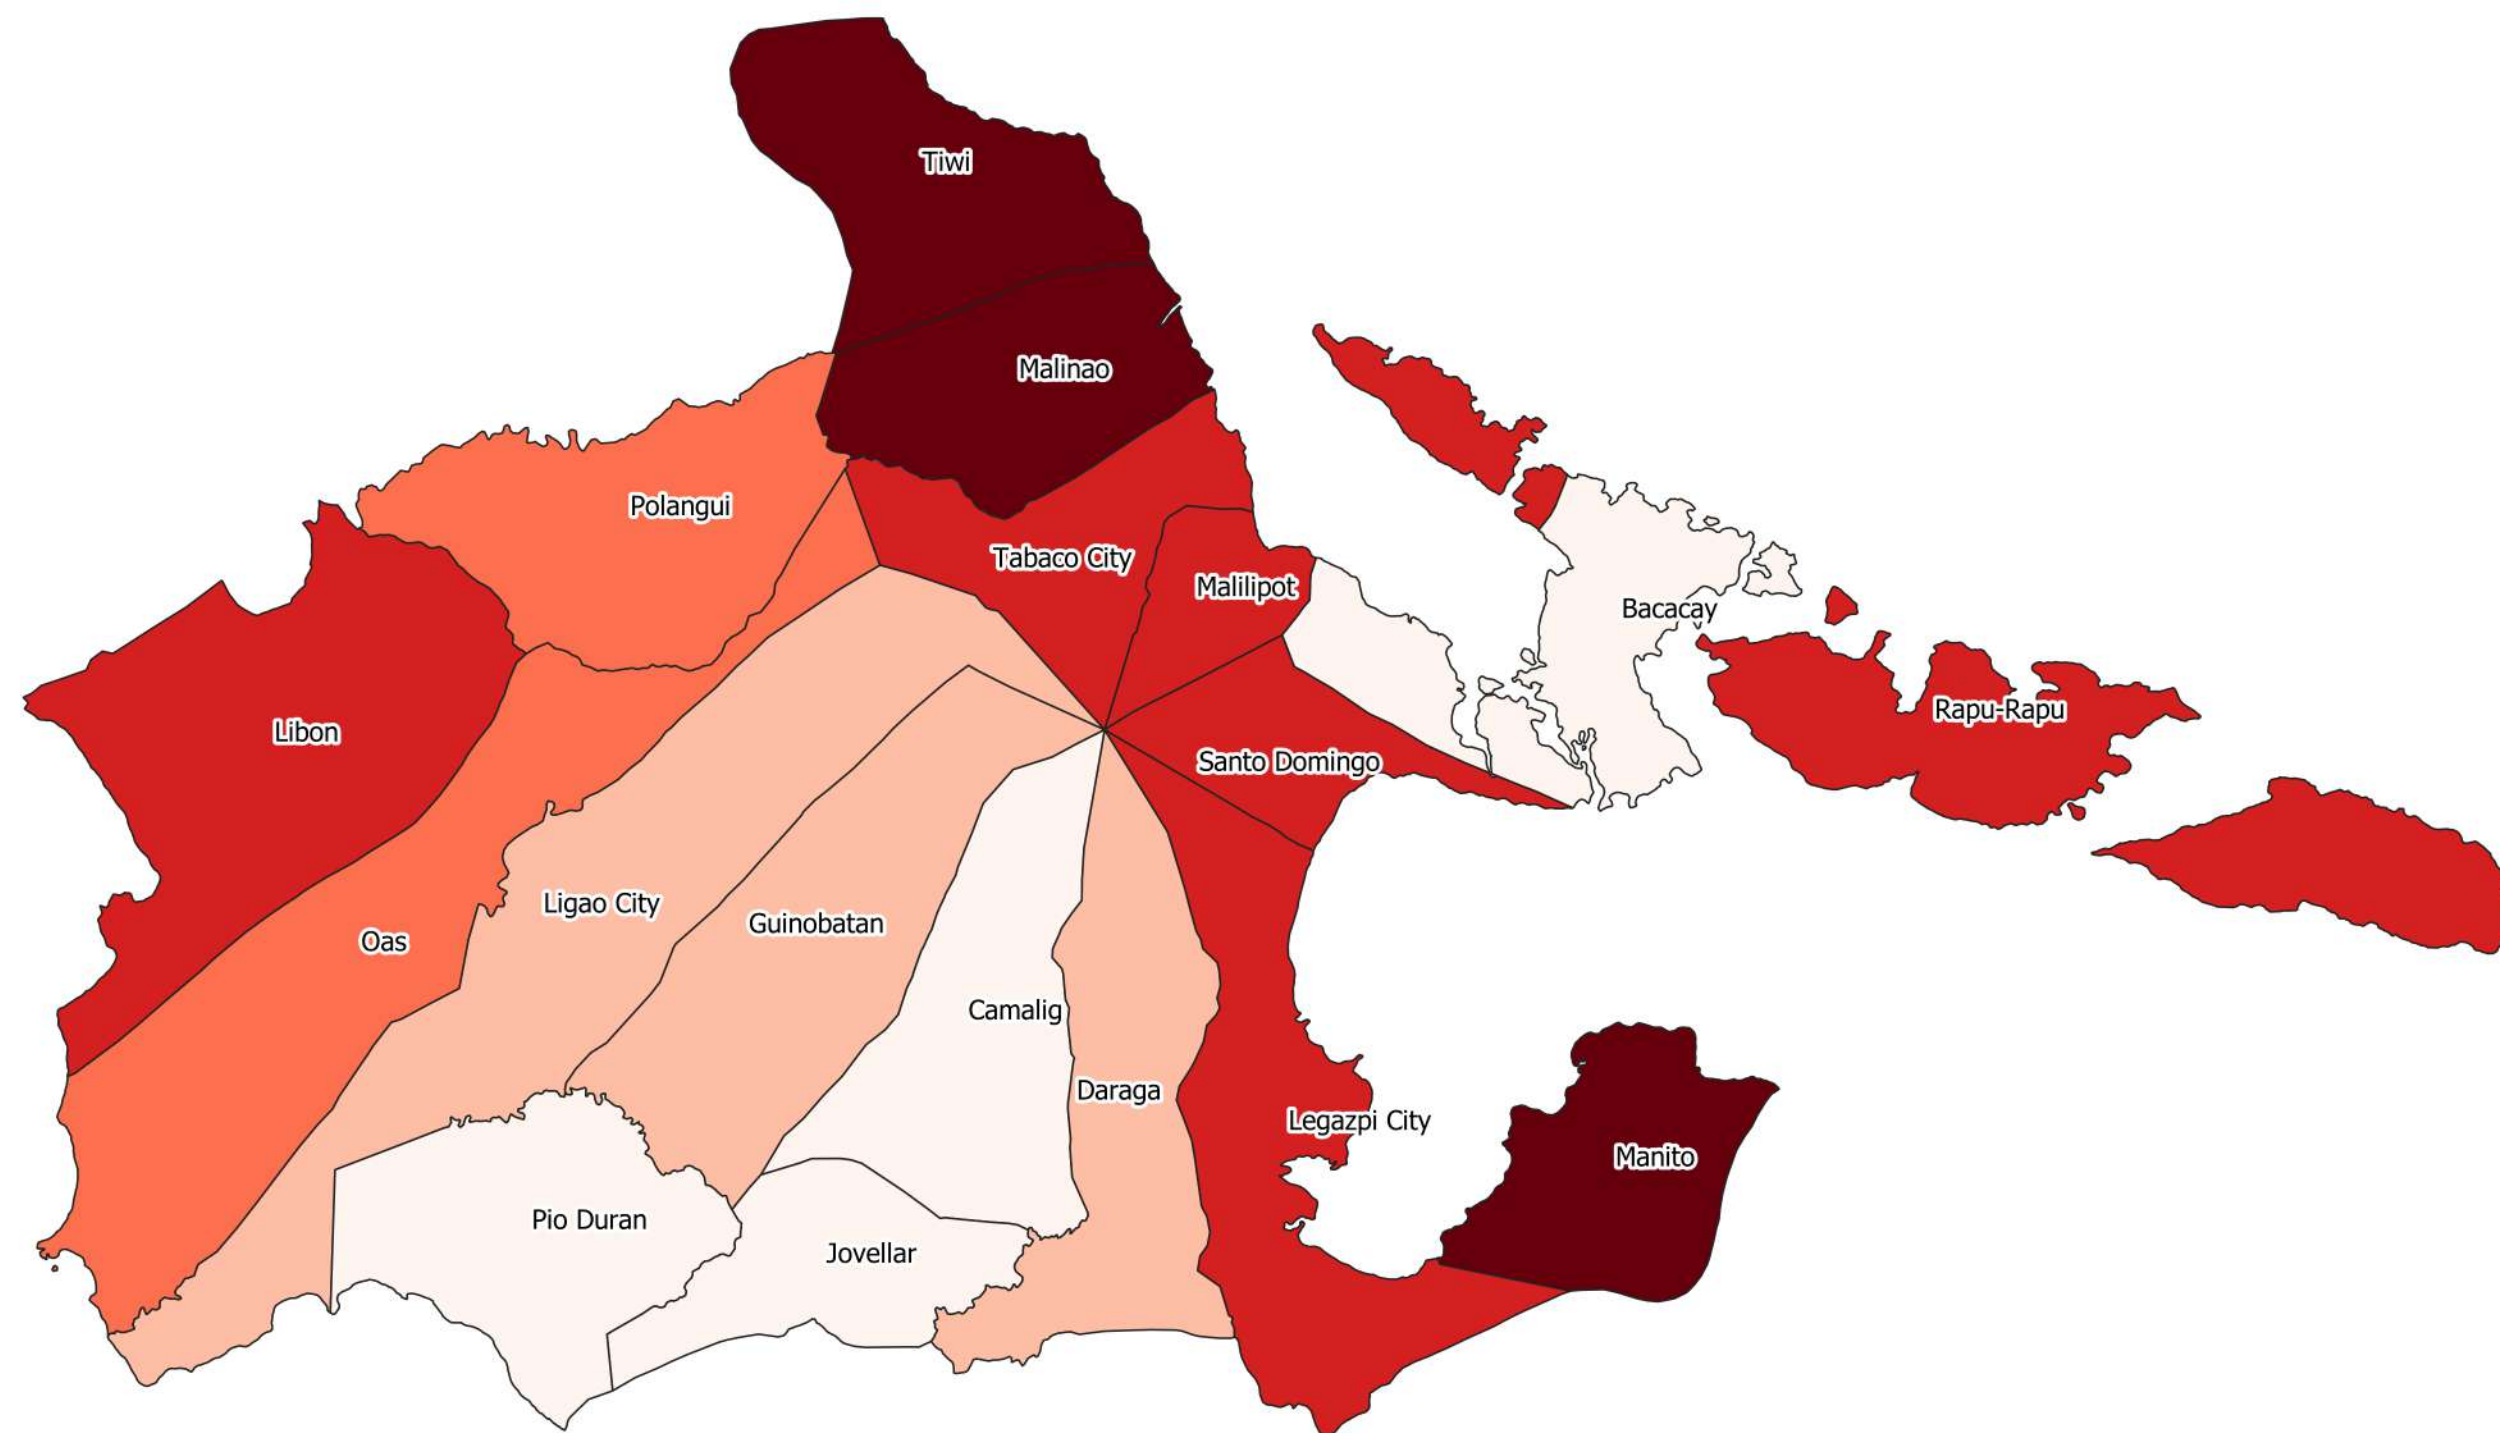 Tiwi
Malinao
Polangui
Tabaco City
Malilipot
Bacacay
Rapu-Rapu
Libon
Santo Domingo
Ligao City
Guinobatan
Oas
Camalig
Daraga
Legazpi City
Manito
Pio Duran
Jovellar